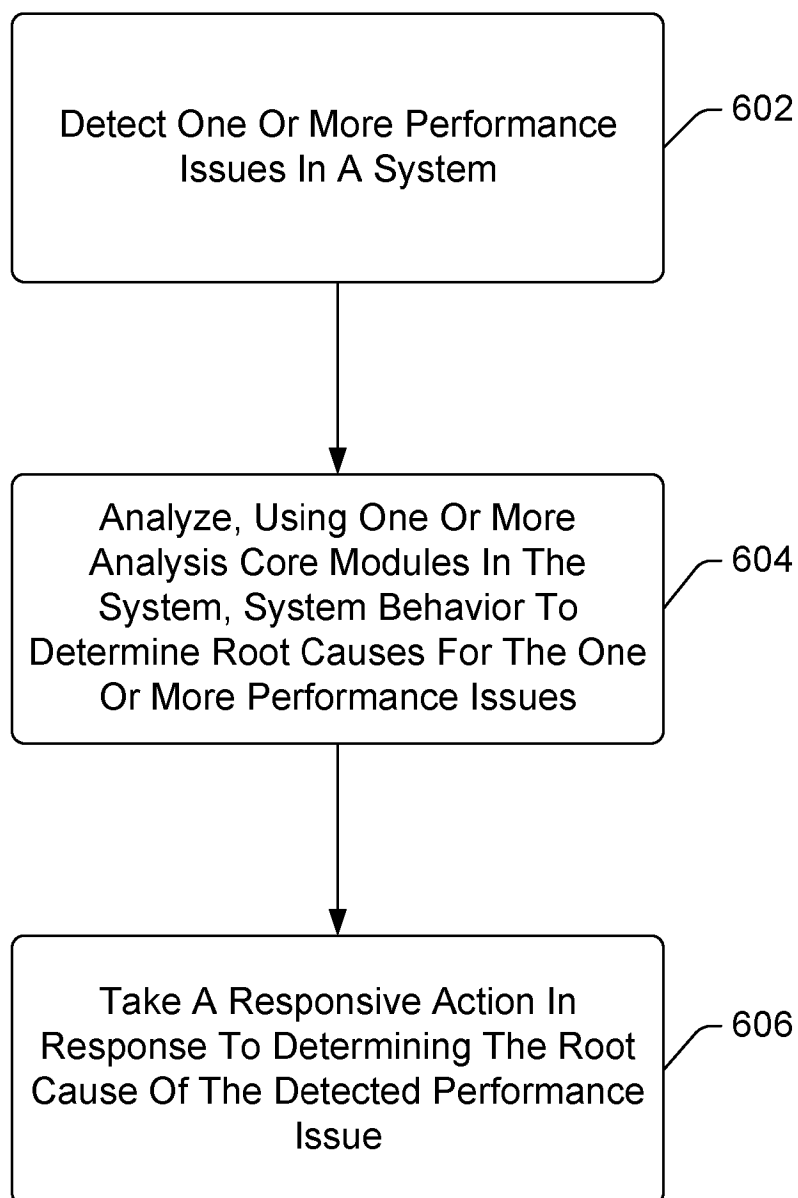 Detect One Or More Performance
Issues In A System
602
Analyze, Using One Or More
Analysis Core Modules In The
System, System Behavior To
Determine Root Causes For The One
Or More Performance Issues
604
Take A Responsive Action In
Response To Determining The Root
Cause Of The Detected Performance
Issue
606